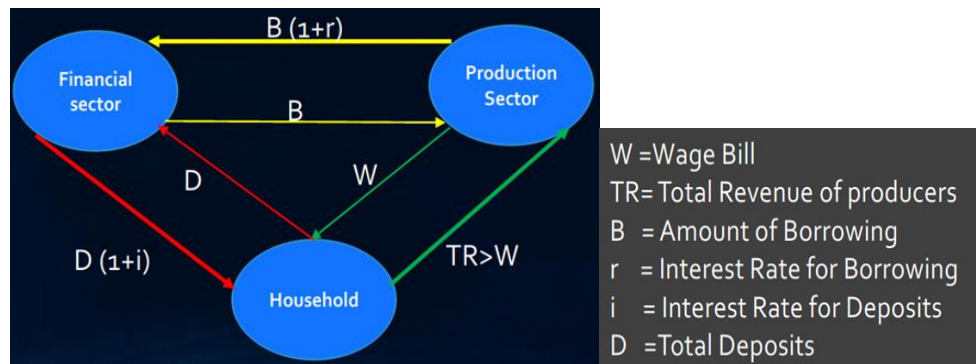 B (1+r)
Financial
sector
Production
Sector
B
D
W
D (1+i)
TR>W
Household
W =Wage Bill
TR= Total Revenue of producers
B = Amount of Borrowing
r = Interest Rate for Borrowing
i = Interest Rate for Deposits
D =Total Deposits